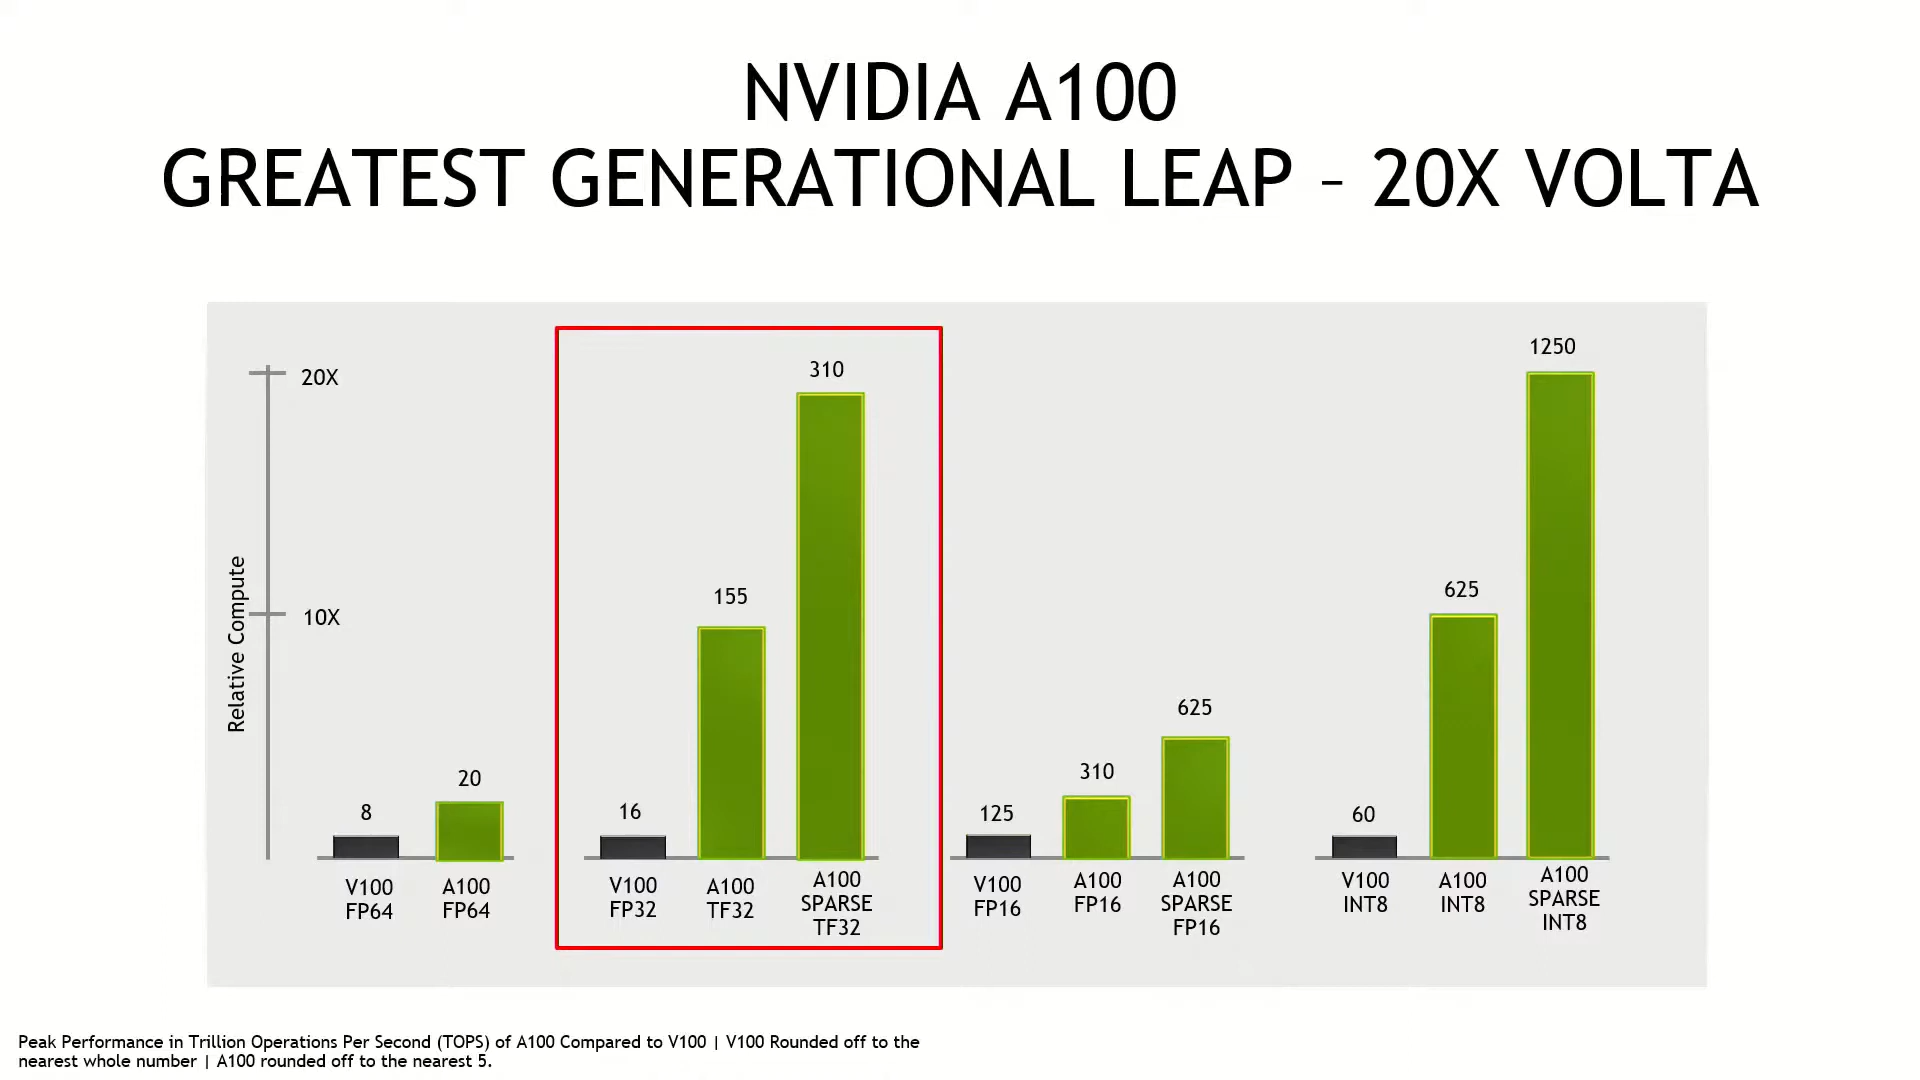 NVIDIA A100
GREATEST GENERATIONAL LEAP – 20X VOLTA
20X
10X
Relative Compute
8
20
V100
FP64
A100
FP64
16
155
310
V100
FP32
A100
TF32
A100
SPARSE
TF32
125
310
625
V100
FP16
A100
FP16
A100
SPARSE
FP16
60
625
1250
V100
INT8
A100
INT8
A100
SPARSE
INT8
Peak Performance in Trillion Operations Per Second (TOPS) of A100 Compared to V100 | V100 Rounded off to the
nearest whole number | A100 rounded off to the nearest 5.